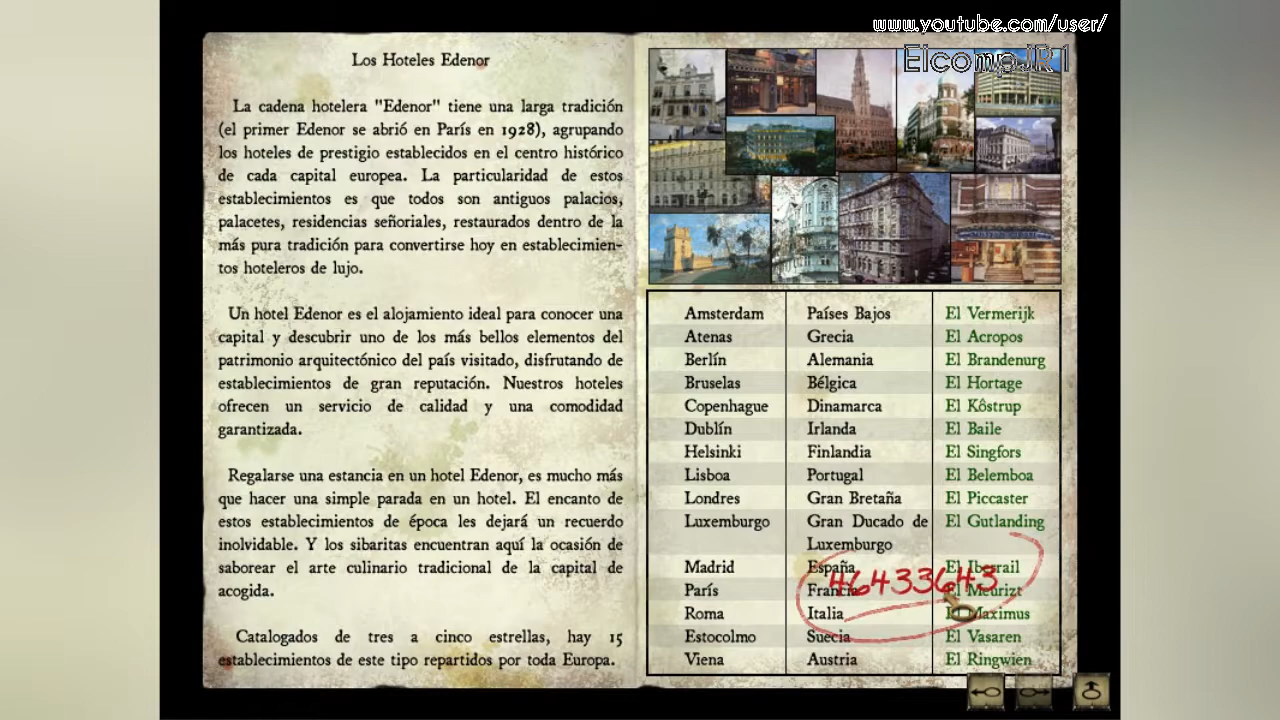 www.youtube.com/user/
ElcompJR1
Los Hoteles Edenor
La cadena hotelera "Edenor" tiene una larga tradición
(el primer Edenor se abrió en París en 1928), agrupando
los hoteles de prestigio establecidos en el centro histórico
de cada capital europea. La particularidad de estos
establecimientos es que todos son antiguos palacios,
palacetes, residencias señoriales, restaurados dentro de la
más pura tradición para convertirse hoy en establecimien-
tos hoteleros de lujo.
Un hotel Edenor es el alojamiento ideal para conocer una
capital y descubrir uno de los más bellos elementos del
patrimonio arquitectónico del país visitado, disfrutando de
establecimientos de gran reputación. Nuestros hoteles
ofrecen un servicio de calidad y una comodidad
garantizada.
Regalarse una estancia en un hotel Edenor, es mucho más
que hacer una simple parada en un hotel. El encanto de
estos establecimientos de época les dejará un recuerdo
inolvidable. Y los sibaritas encuentran aquí la ocasión de
saborear el arte culinario tradicional de la capital de
acogida.
Catalogados de tres a cinco estrellas, hay 15
establecimientos de este tipo repartidos por toda Europa.
Amsterdam Países Bajos El Vermerijk
Atenas Grecia El Acropos
Berlín Alemania El Brandenurg
Bruselas Bélgica El Hortage
Copenhague Dinamarca El Kôstrup
Dublín Irlanda El Baile
Helsinki Finlandia El Singfors
Lisboa Portugal El Belemboa
Londres Gran Bretaña El Piccaster
Luxemburgo Gran Ducado de El Gutlanding
Luxemburgo
Madrid España El Iberrail
46433643
París Francia El Meurizt
Roma Italia El Maximus
Estocolmo Suecia El Vasaren
Viena Austria El Ringwien